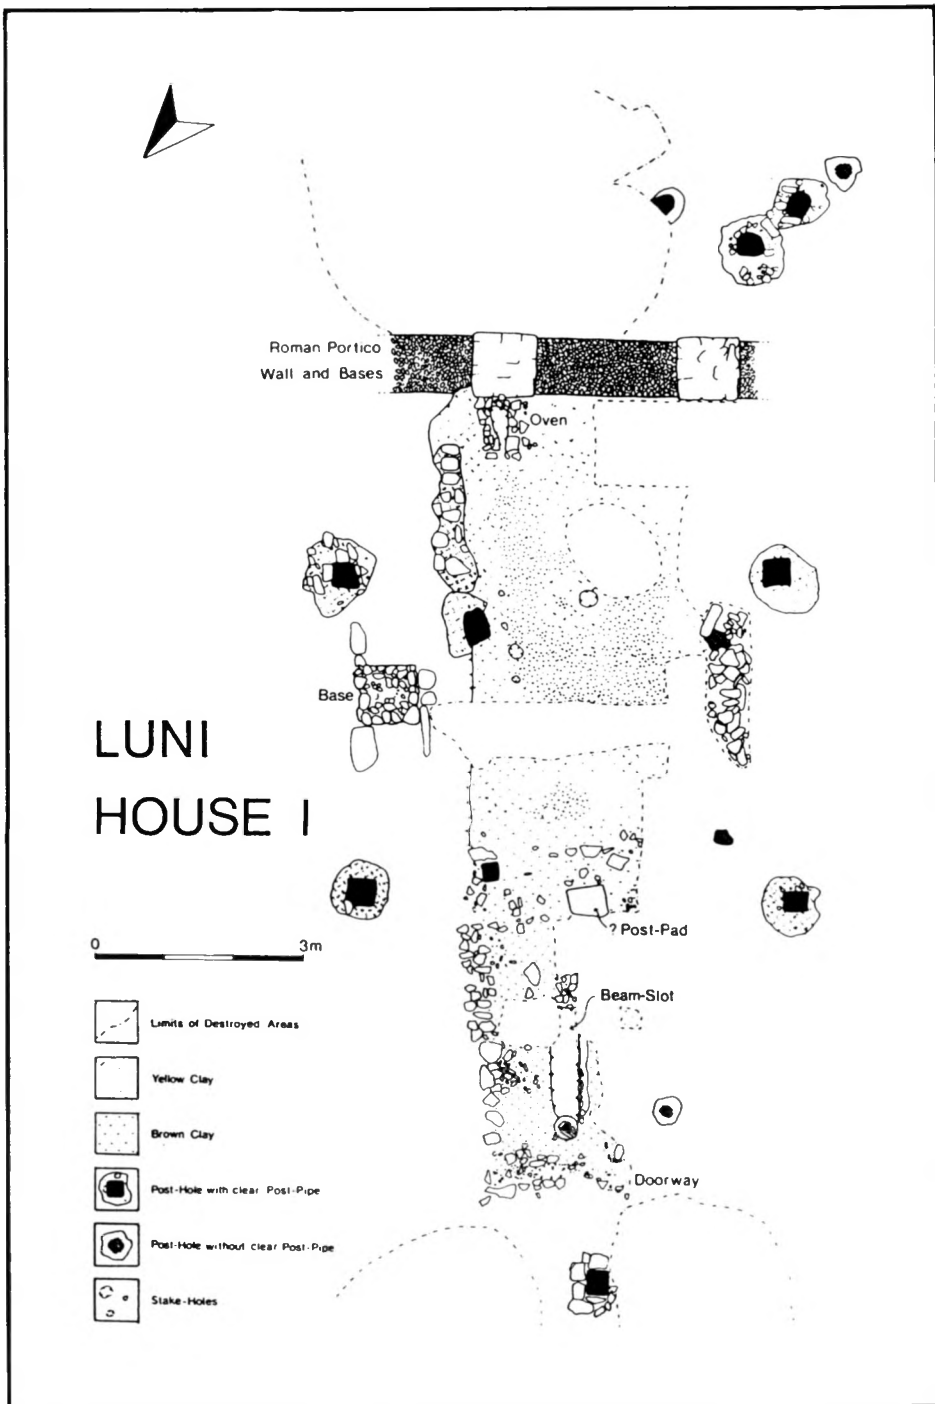 Roman Portico
Wall and Bases
Oven
Base
LUNI
HOUSE I
? Post-Pad
0 3m
Beam-Slot
Limits of Destroyed Areas
Yellow Clay
Brown Clay
Post-Hole with clear Post-Pipe
Doorway
Post-Hole without clear Post-Pipe
Stake-Holes